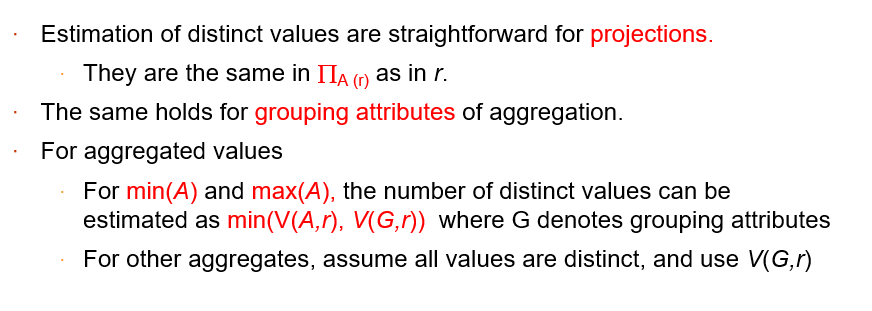 · Estimation of distinct values are straightforward for projections.
· They are the same in ∏A (r) as in r.
· The same holds for grouping attributes of aggregation.
· For aggregated values
· For min(A) and max(A), the number of distinct values can be
estimated as min(V(A,r), V(G,r)) where G denotes grouping attributes
· For other aggregates, assume all values are distinct, and use V(G,r)